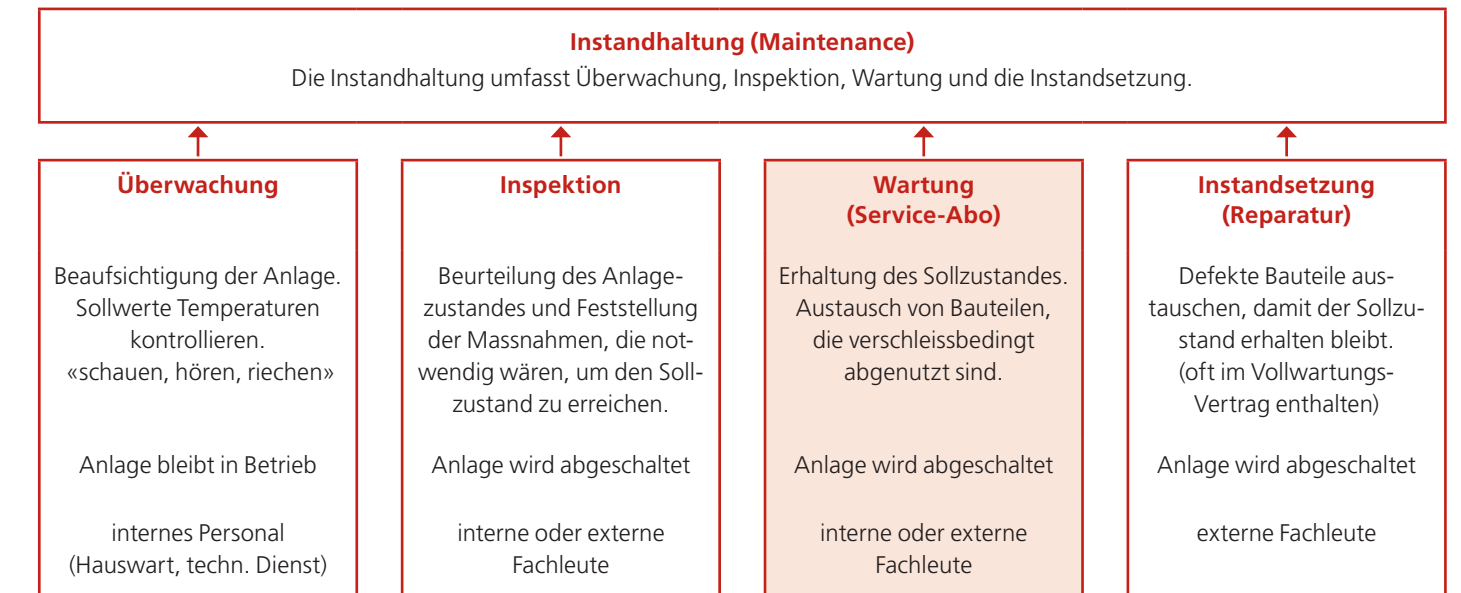 Instandhaltung (Maintenance)
Die Instandhaltung umfasst Überwachung, Inspektion, Wartung und die Instandsetzung.
Überwachung
Beaufsichtigung der Anlage.
Sollwerte Temperaturen
kontrollieren.
«schauen, hören, riechen»
Anlage bleibt in Betrieb
internes Personal
(Hauswart, techn. Dienst)
Inspektion
Beurteilung des Anlage-
zustandes und Feststellung
der Massnahmen, die not-
wendig wären, um den Soll-
zustand zu erreichen.
Anlage wird abgeschaltet
interne oder externe
Fachleute
Wartung
(Service-Abo)
Erhaltung des Sollzustandes.
Austausch von Bauteilen,
die verschleissbedingt
abgenutzt sind.
Anlage wird abgeschaltet
interne oder externe
Fachleute
Instandsetzung
(Reparatur)
Defekte Bauteile aus-
tauschen, damit der Sollzu-
stand erhalten bleibt.
(oft im Vollwartungs-
Vertrag enthalten)
Anlage wird abgeschaltet
externe Fachleute